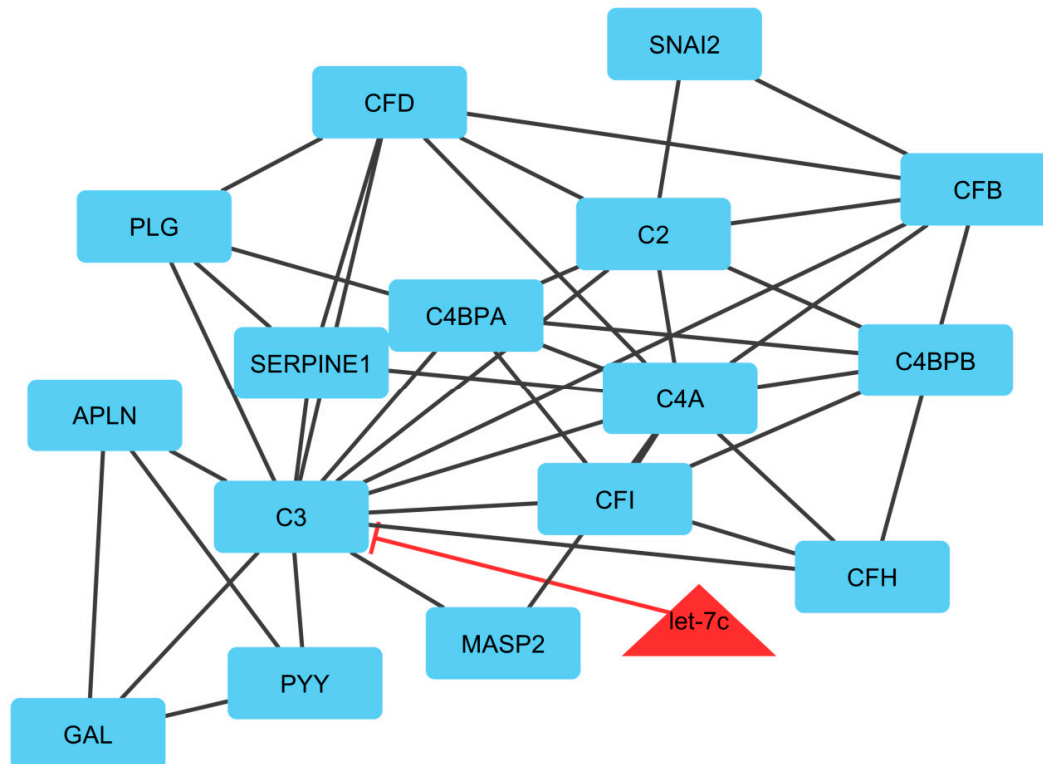 SNAI2
CFD
CFB
PLG
C2
C4BPA
SERPINE1
C4BPB
C4A
APLN
C3
CFI
CFH
let-7c
MASP2
PYY
GAL